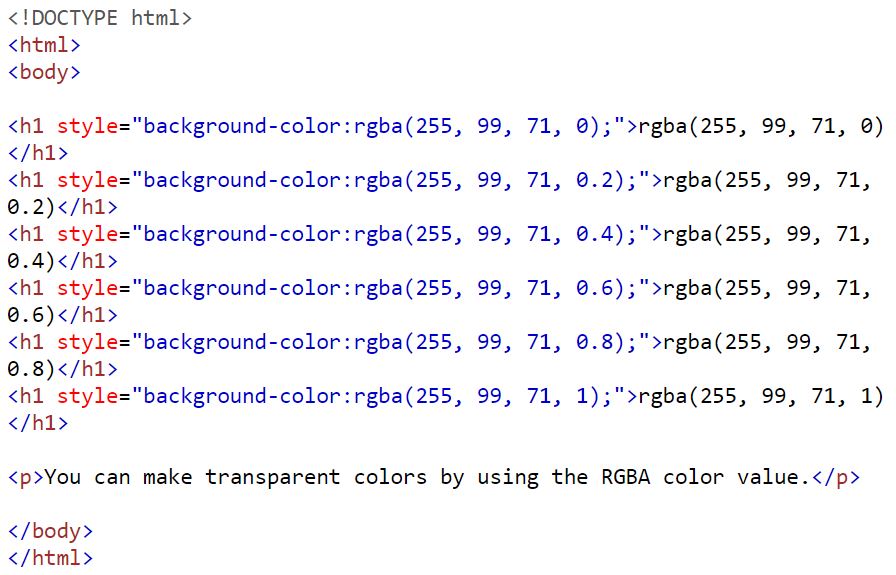 <!DOCTYPE html>
<html>
<body>

<h1 style="background-color:rgba(255, 99, 71, 0);">rgba(255, 99, 71, 0)
</h1>
<h1 style="background-color:rgba(255, 99, 71, 0.2);">rgba(255, 99, 71,
0.2)</h1>
<h1 style="background-color:rgba(255, 99, 71, 0.4);">rgba(255, 99, 71,
0.4)</h1>
<h1 style="background-color:rgba(255, 99, 71, 0.6);">rgba(255, 99, 71,
0.6)</h1>
<h1 style="background-color:rgba(255, 99, 71, 0.8);">rgba(255, 99, 71,
0.8)</h1>
<h1 style="background-color:rgba(255, 99, 71, 1);">rgba(255, 99, 71, 1)
</h1>

<p>You can make transparent colors by using the RGBA color value.</p>

</body>
</html>